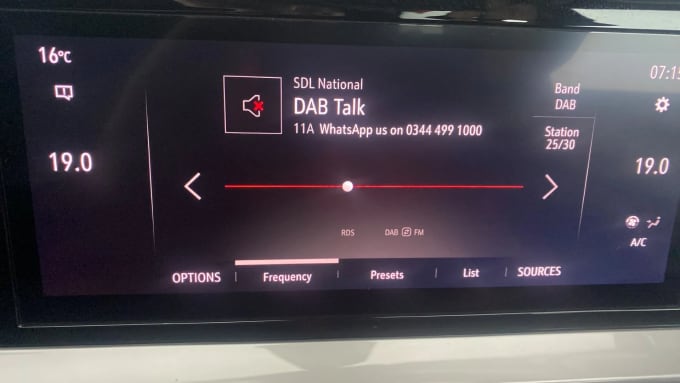 16°C
07:15
SDL National
DAB Talk
11A WhatsApp us on 0344 499 1000
Band
DAB
Station
25/30
19.0
19.0
RDS
DAB FM
A/C
OPTIONS
Frequency
Presets
List
SOURCES